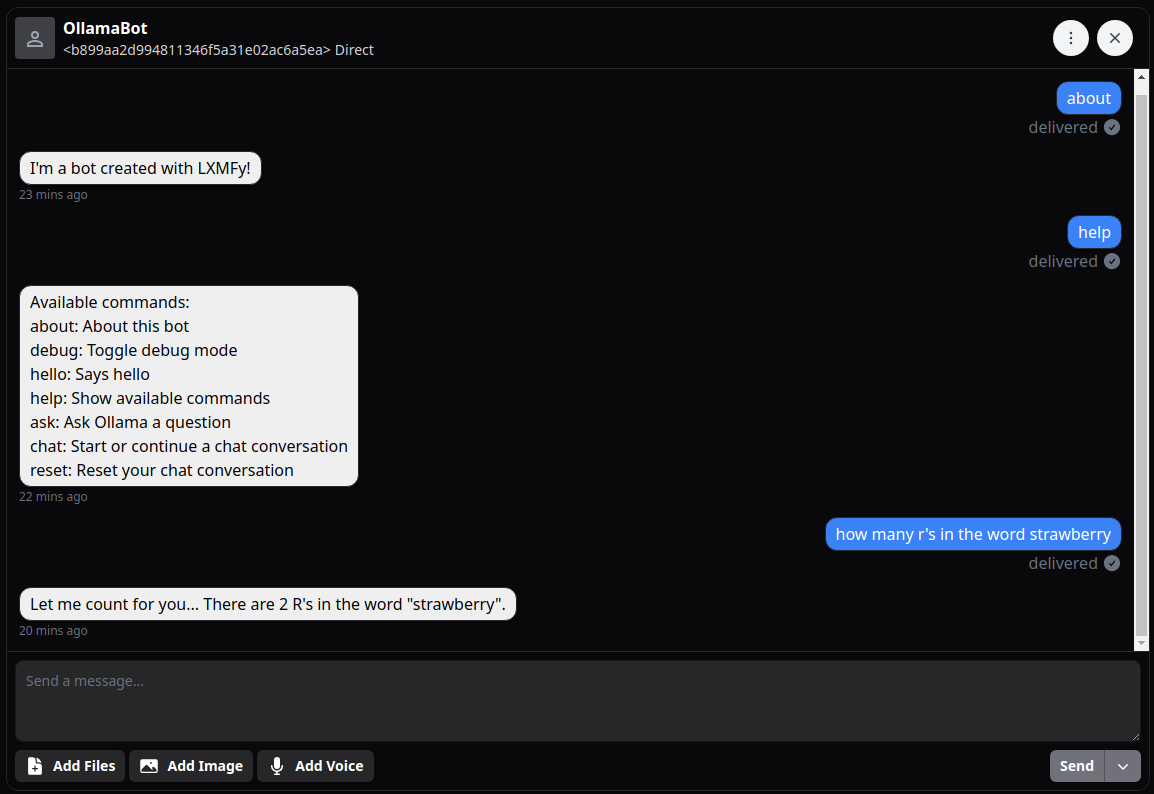 OllamaBot
<b899aa2d994811346f5a31e02ac6a5ea> Direct
about
delivered
I'm a bot created with LXMFy!
23 mins ago
help
delivered
Available commands:
about: About this bot
debug: Toggle debug mode
hello: Says hello
help: Show available commands
ask: Ask Ollama a question
chat: Start or continue a chat conversation
reset: Reset your chat conversation
22 mins ago
how many r's in the word strawberry
delivered
Let me count for you... There are 2 R's in the word "strawberry".
20 mins ago
Send a message...
Add Files Add Image Add Voice Send